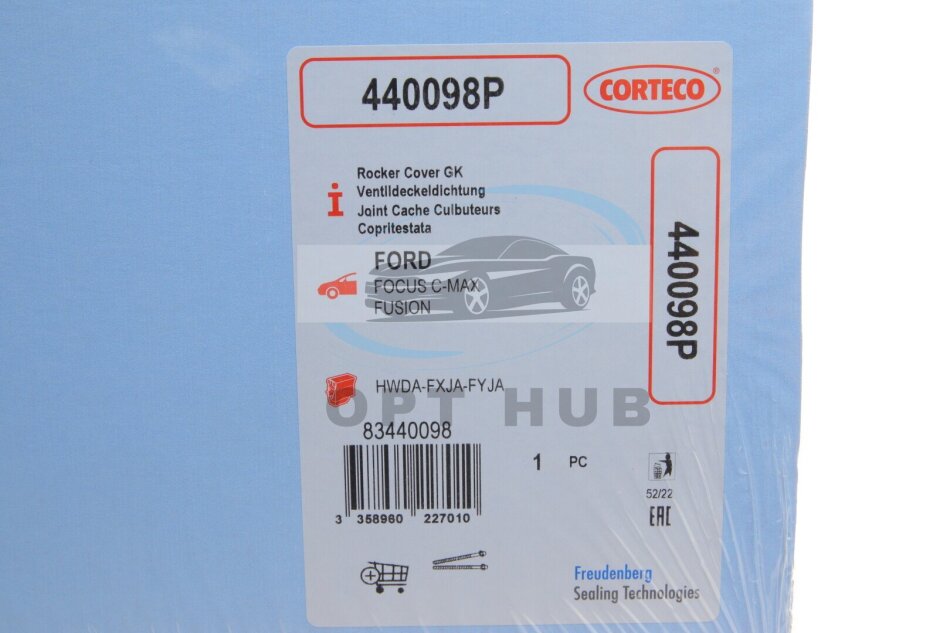 440098P
CORTECO®
Rocker Cover GK
Ventildeckeldichtung
Joint Cache Culbuteurs
Copritestata
440098P
FORD
FOCUS C-MAX
FUSION
HWDA-FXJA-FYJA
OPT HUB
83440098
1 PC
3 358960 227010
52/22
EAC
Freudenberg
Sealing Technologies